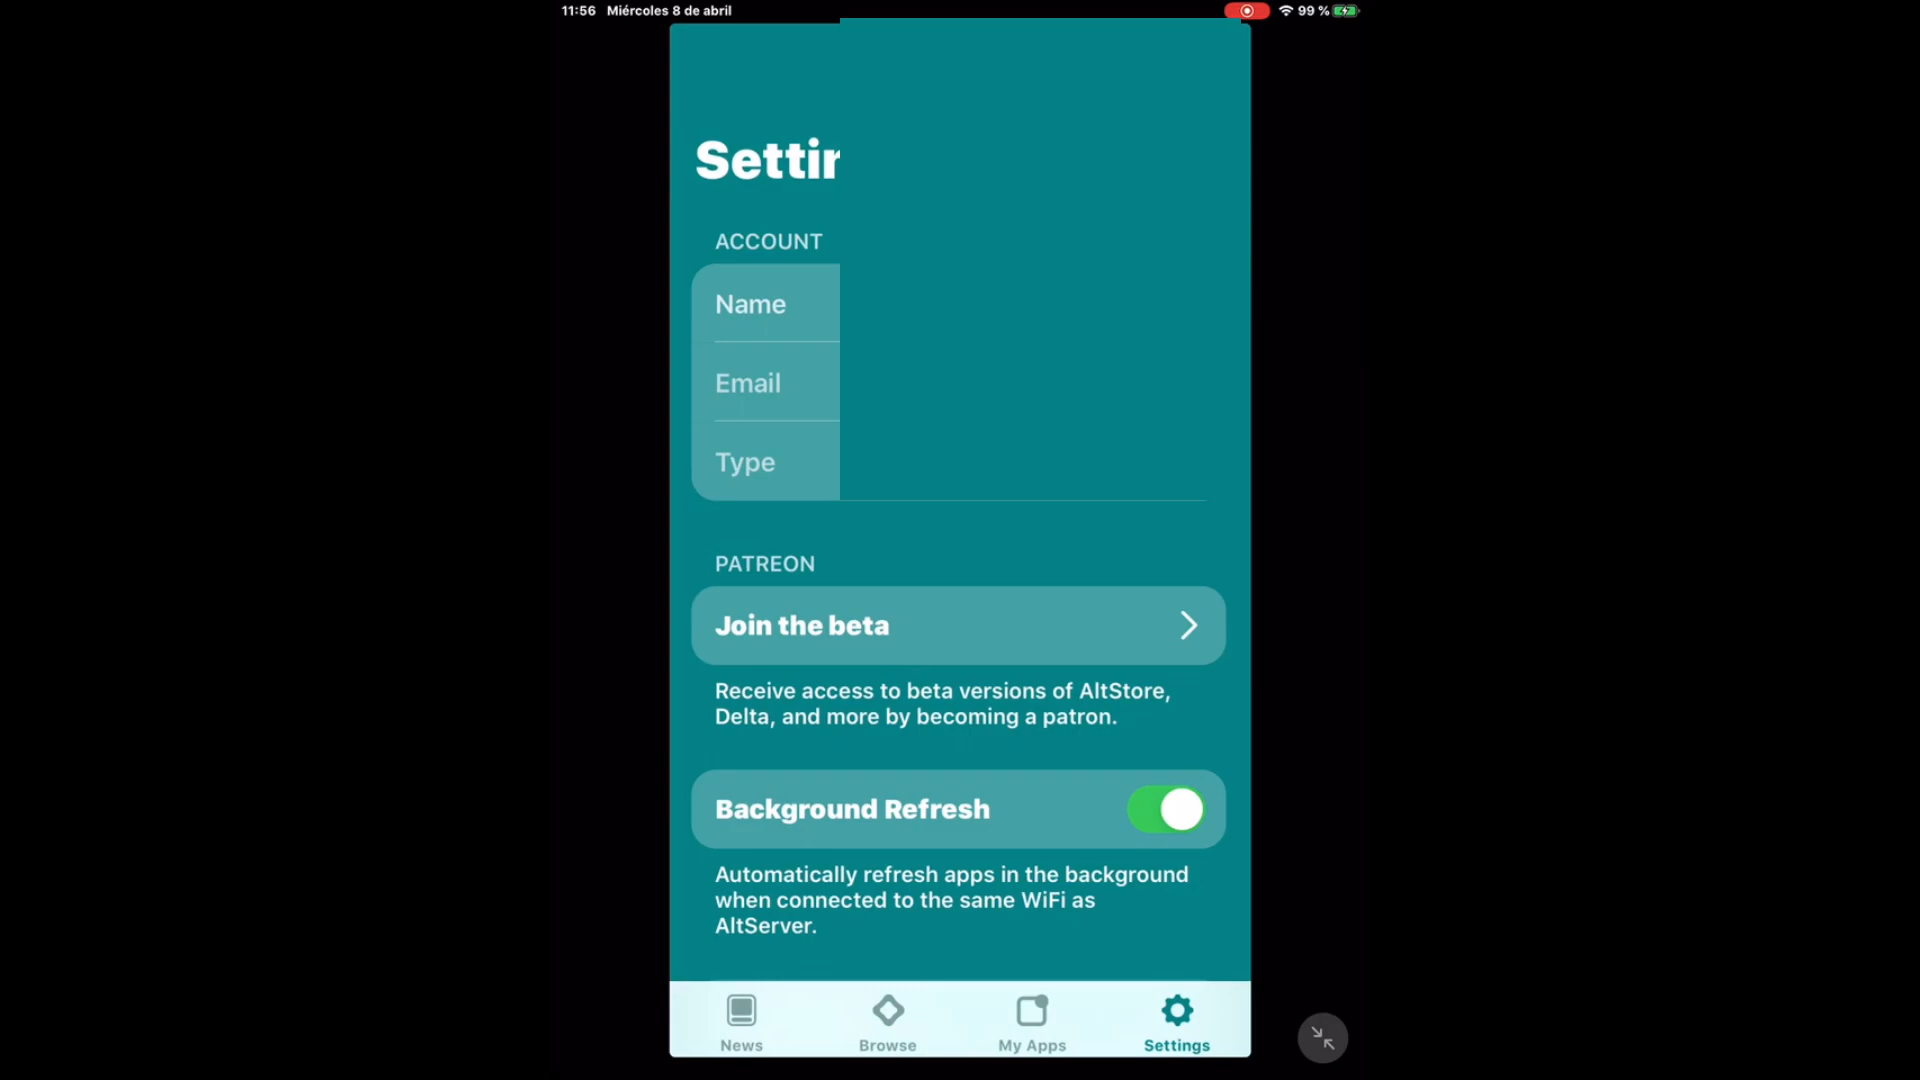 11:56 Miércoles 8 de abril
99 %
Settin
ACCOUNT
Name
Email
Type
PATREON
Join the beta
Receive access to beta versions of AltStore,
Delta, and more by becoming a patron.
Background Refresh
Automatically refresh apps in the background
when connected to the same WiFi as
AltServer.
News
Browse
My Apps
Settings